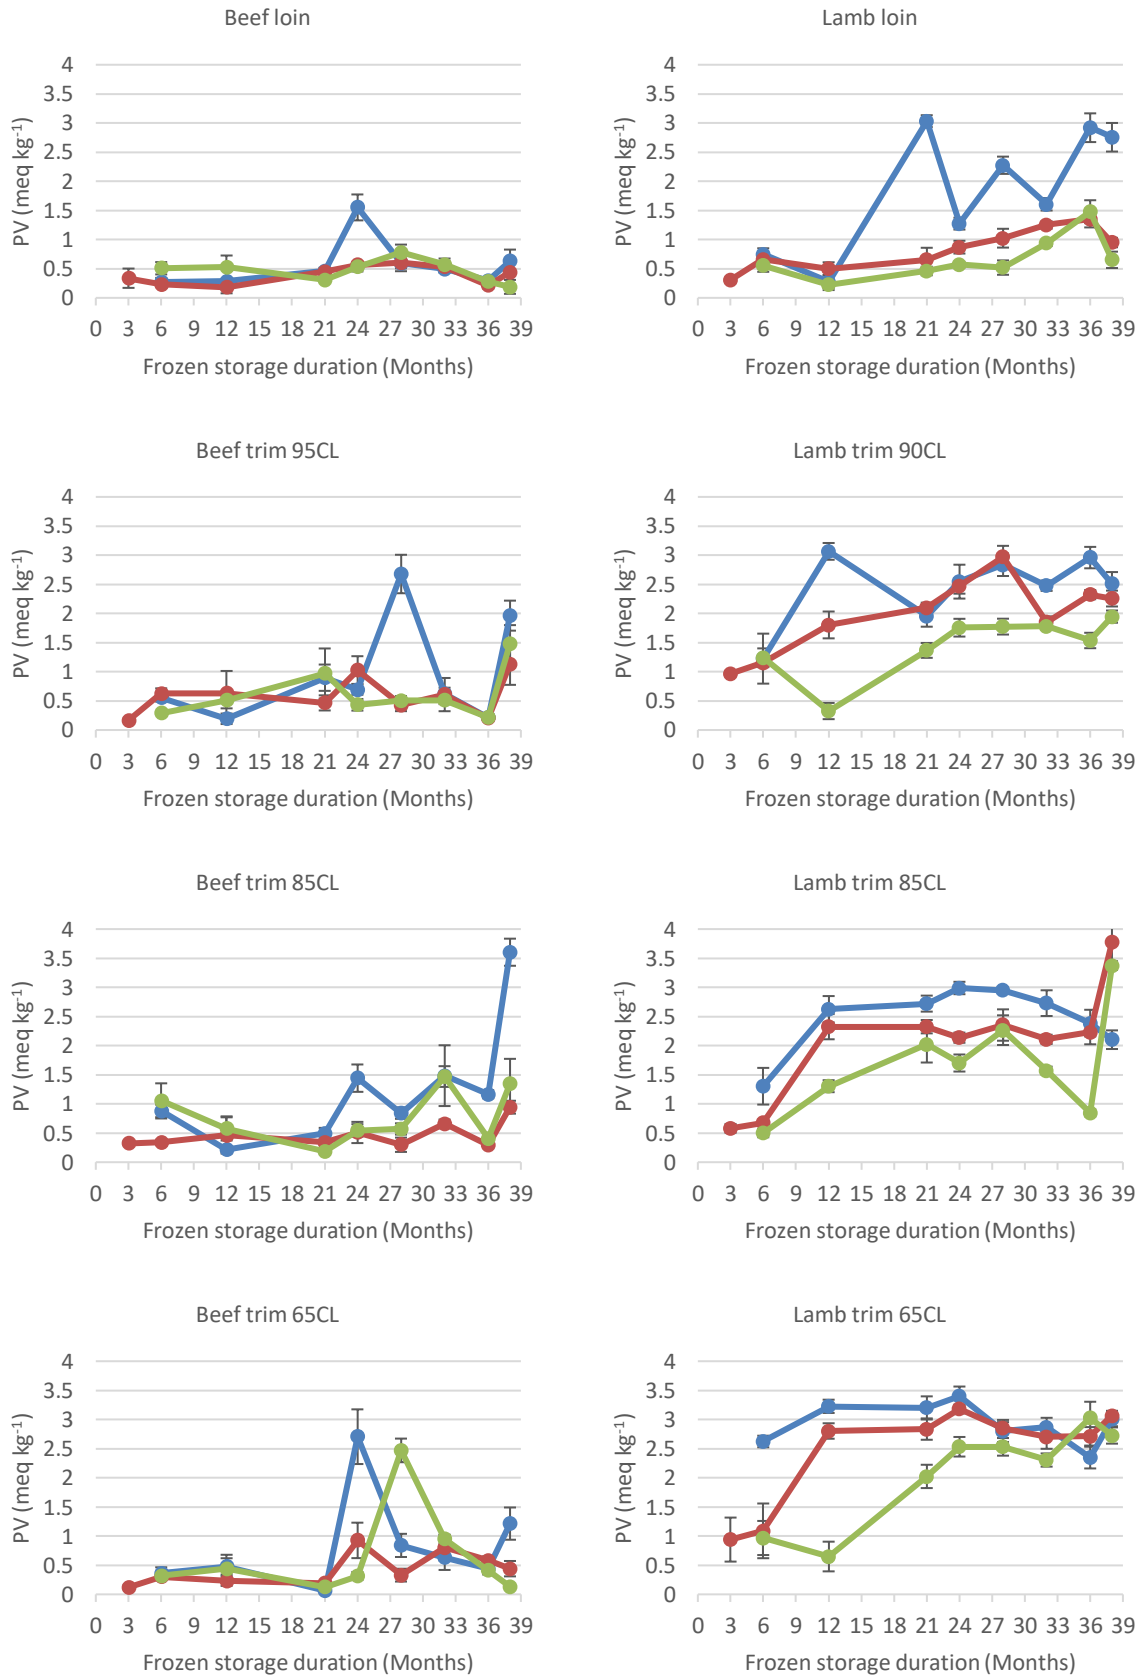 Beef loin
4
3.5
3
2.5
2
1.5
1
0.5
0
PV (meq kg⁻¹)
0 3 6 9 12 15 18 21 24 27 30 33 36 39
Frozen storage duration (Months)
Lamb loin
4
3.5
3
2.5
2
1.5
1
0.5
0
PV (meq kg⁻¹)
0 3 6 9 12 15 18 21 24 27 30 33 36 39
Frozen storage duration (Months)
Beef trim 95CL
4
3.5
3
2.5
2
1.5
1
0.5
0
PV (meq kg⁻¹)
0 3 6 9 12 15 18 21 24 27 30 33 36 39
Frozen storage duration (Months)
Lamb trim 90CL
4
3.5
3
2.5
2
1.5
1
0.5
0
PV (meq kg⁻¹)
0 3 6 9 12 15 18 21 24 27 30 33 36 39
Frozen storage duration (Months)
Beef trim 85CL
4
3.5
3
2.5
2
1.5
1
0.5
0
PV (meq kg⁻¹)
0 3 6 9 12 15 18 21 24 27 30 33 36 39
Frozen storage duration (Months)
Lamb trim 85CL
4
3.5
3
2.5
2
1.5
1
0.5
0
PV (meq kg⁻¹)
0 3 6 9 12 15 18 21 24 27 30 33 36 39
Frozen storage duration (Months)
Beef trim 65CL
4
3.5
3
2.5
2
1.5
1
0.5
0
PV (meq kg⁻¹)
0 3 6 9 12 15 18 21 24 27 30 33 36 39
Frozen storage duration (Months)
Lamb trim 65CL
4
3.5
3
2.5
2
1.5
1
0.5
0
PV (meq kg⁻¹)
0 3 6 9 12 15 18 21 24 27 30 33 36 39
Frozen storage duration (Months)